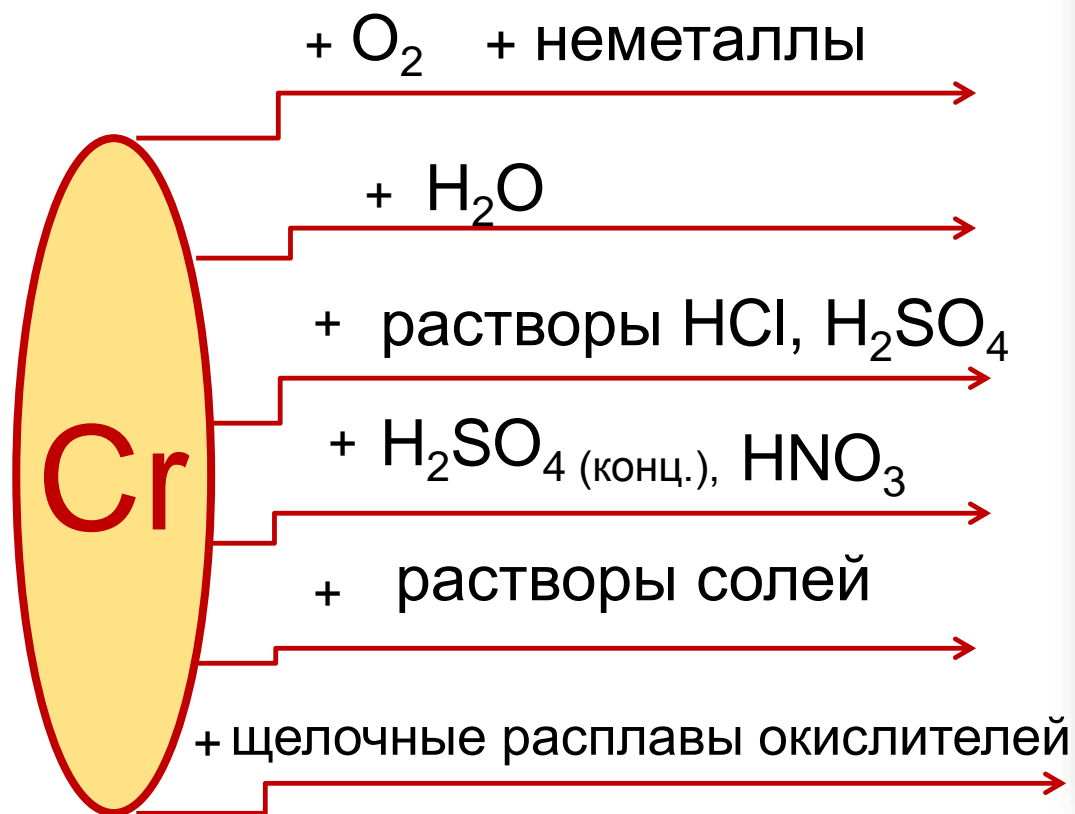 + O₂ + неметаллы
+ H₂O
+ растворы HCl, H₂SO₄
+ H₂SO₄ (конц.), HNO₃
Cr
+ растворы солей
+ щелочные расплавы окислителей